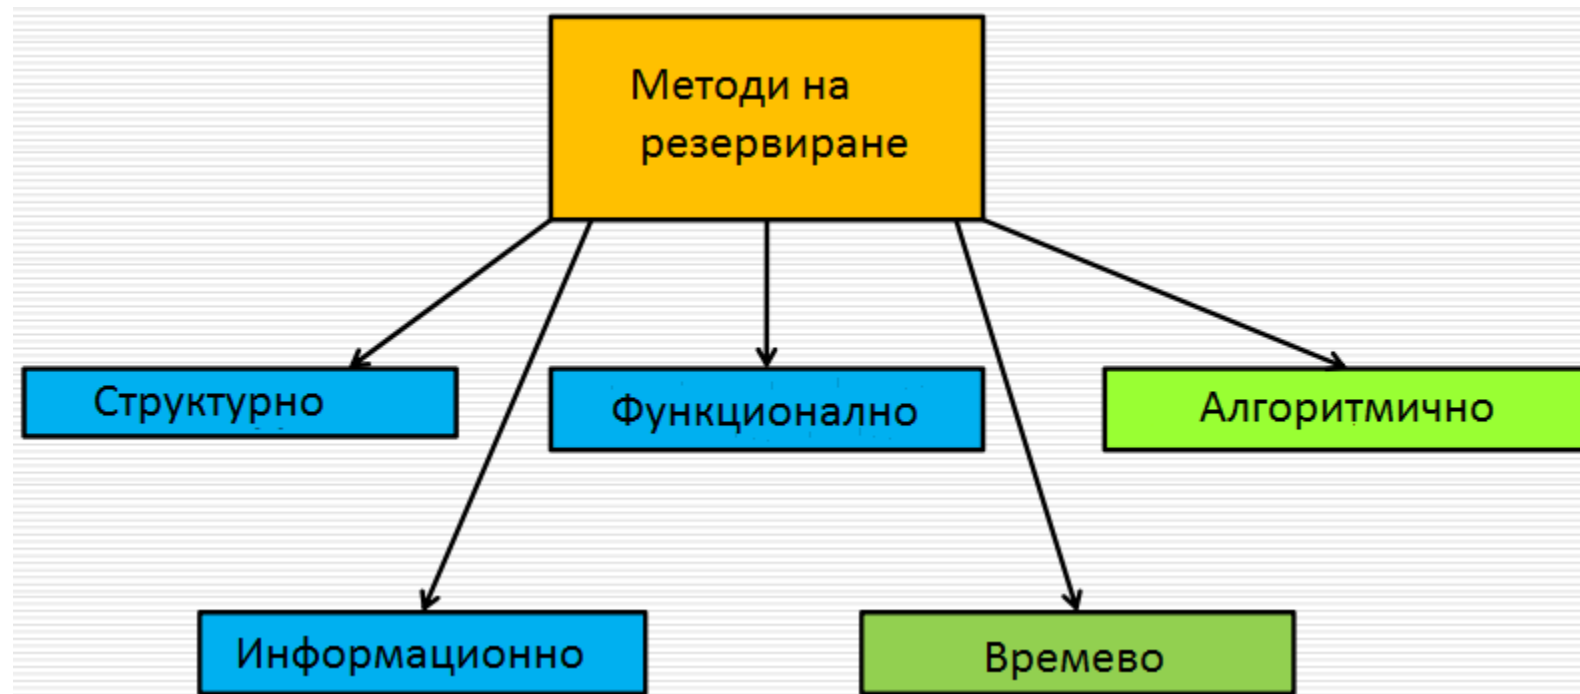 Методи на
резервиране
Структурно
Функционално
Алгоритмично
Информационно
Времево